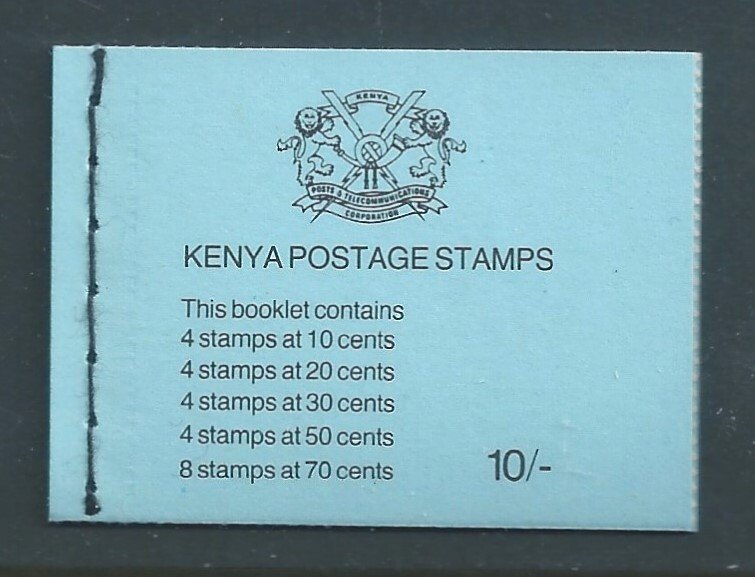 KENYA
POSTS & TELECOMMUNICATIONS
CORPORATION
KENYA POSTAGE STAMPS
This booklet contains
4 stamps at 10 cents
4 stamps at 20 cents
4 stamps at 30 cents
4 stamps at 50 cents
8 stamps at 70 cents 10/-